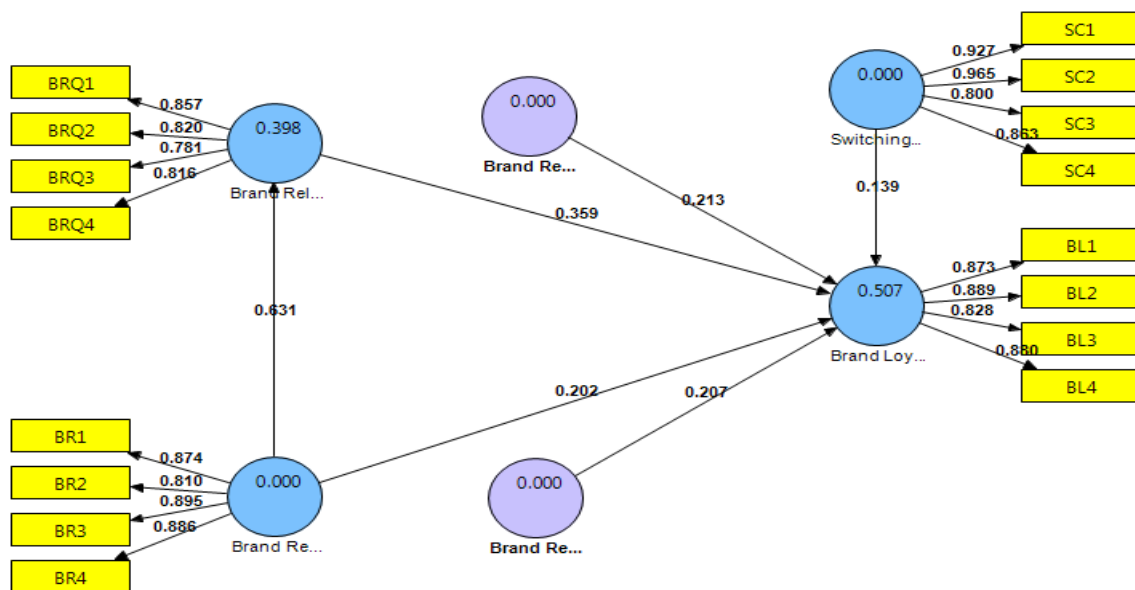 SC1
0.927
SC2
0.965
0.800
SC3
0.863
SC4
0.000
Switching...
0.139
BRQ1
0.857
BRQ2
0.820
0.781
BRQ3
0.816
BRQ4
0.398
Brand Rel...
0.000
Brand Re...
0.213
0.359
0.631
BL1
0.873
BL2
0.889
0.828
BL3
0.880
BL4
0.507
Brand Loy...
0.202
0.207
BR1
0.874
BR2
0.810
0.895
BR3
0.886
BR4
0.000
Brand Re...
0.000
Brand Re...